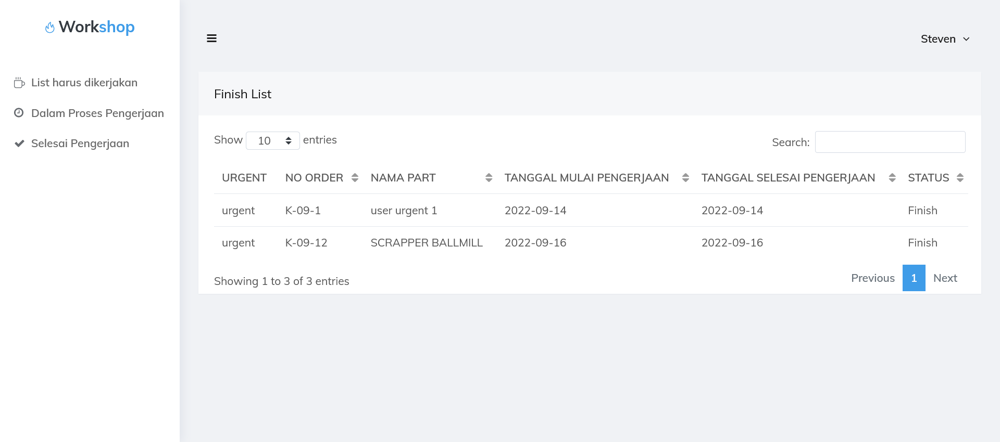 Workshop
Steven
List harus dikerjakan
Dalam Proses Pengerjaan
Selesai Pengerjaan
Finish List
Show 10 entries
Search:
URGENT NO ORDER NAMA PART TANGGAL MULAI PENGERJAAN TANGGAL SELESAI PENGERJAAN STATUS
urgent K-09-1 user urgent 1 2022-09-14 2022-09-14 Finish
urgent K-09-12 SCRAPPER BALLMILL 2022-09-16 2022-09-16 Finish
Showing 1 to 3 of 3 entries
Previous 1 Next